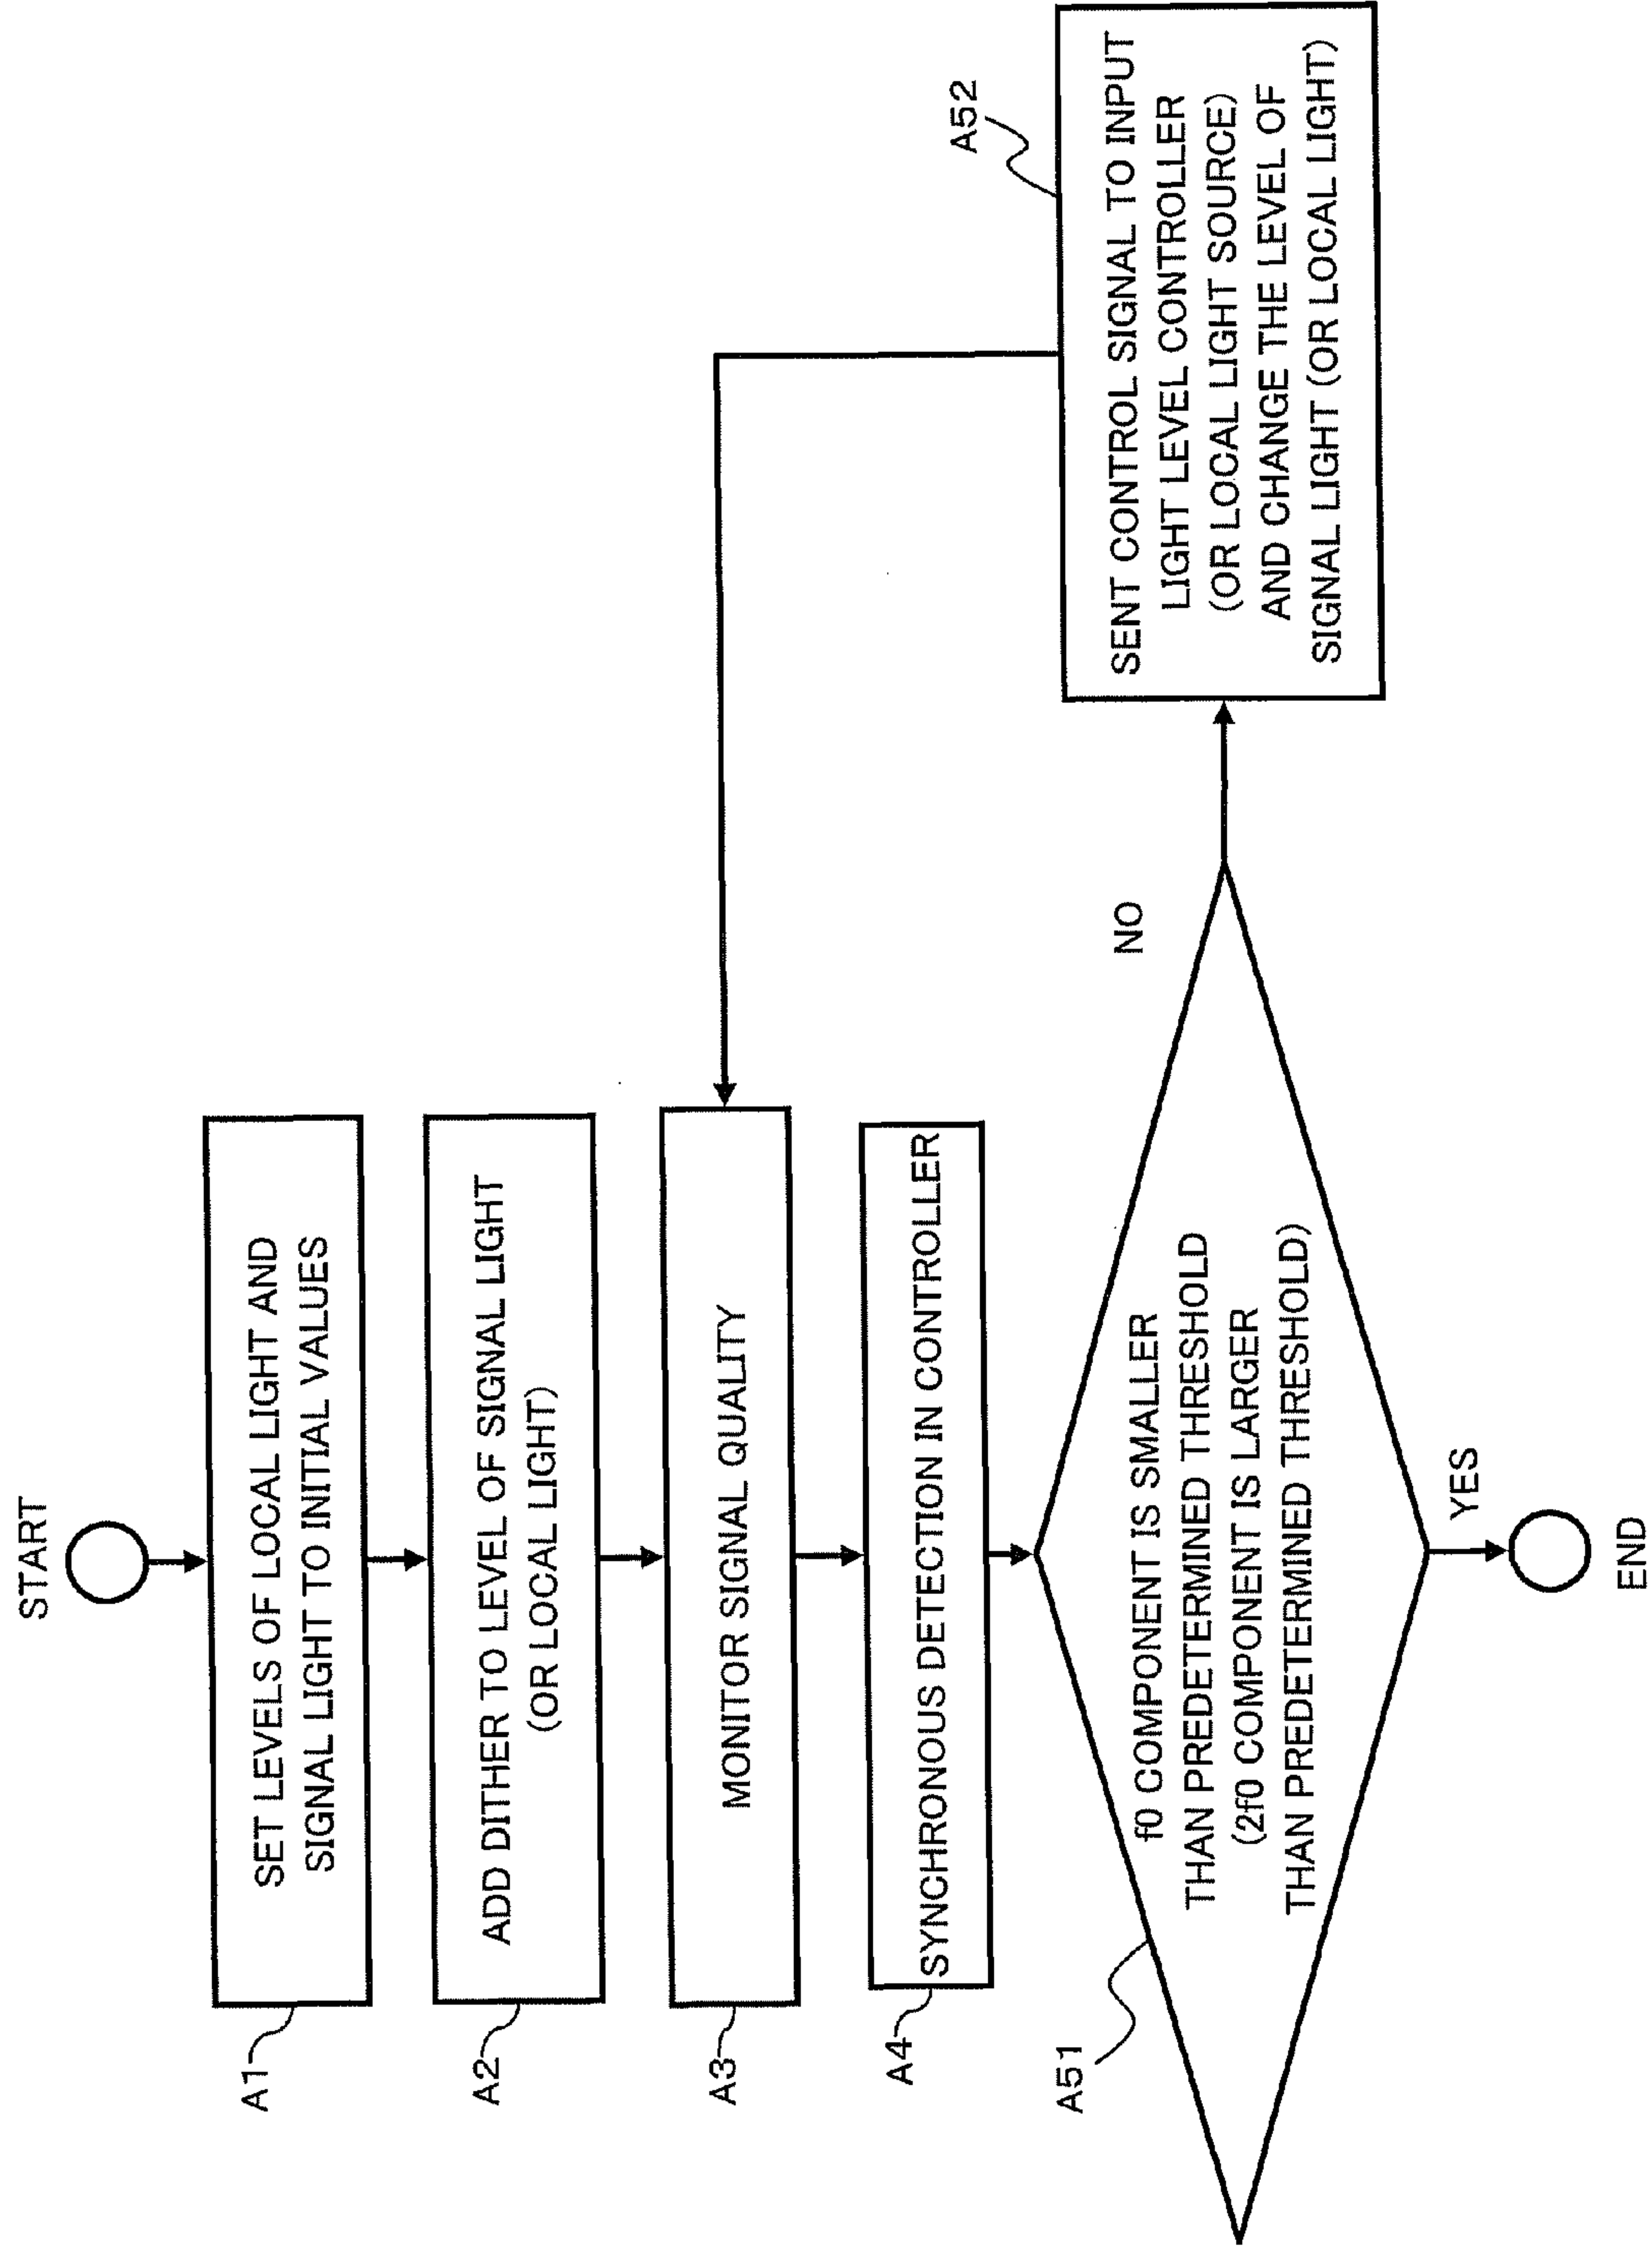 START
A1
SET LEVELS OF LOCAL LIGHT AND
SIGNAL LIGHT TO INITIAL VALUES
A2
ADD DITHER TO LEVEL OF SIGNAL LIGHT
(OR LOCAL LIGHT)
A3
MONITOR SIGNAL QUALITY
A4
SYNCHRONOUS DETECTION IN CONTROLLER
A51
f0 COMPONENT IS SMALLER
THAN PREDETERMINED THRESHOLD
(2f0 COMPONENT IS LARGER
THAN PREDETERMINED THRESHOLD)
NO
A52
SENT CONTROL SIGNAL TO INPUT
LIGHT LEVEL CONTROLLER
(OR LOCAL LIGHT SOURCE)
AND CHANGE THE LEVEL OF
SIGNAL LIGHT (OR LOCAL LIGHT)
YES
END